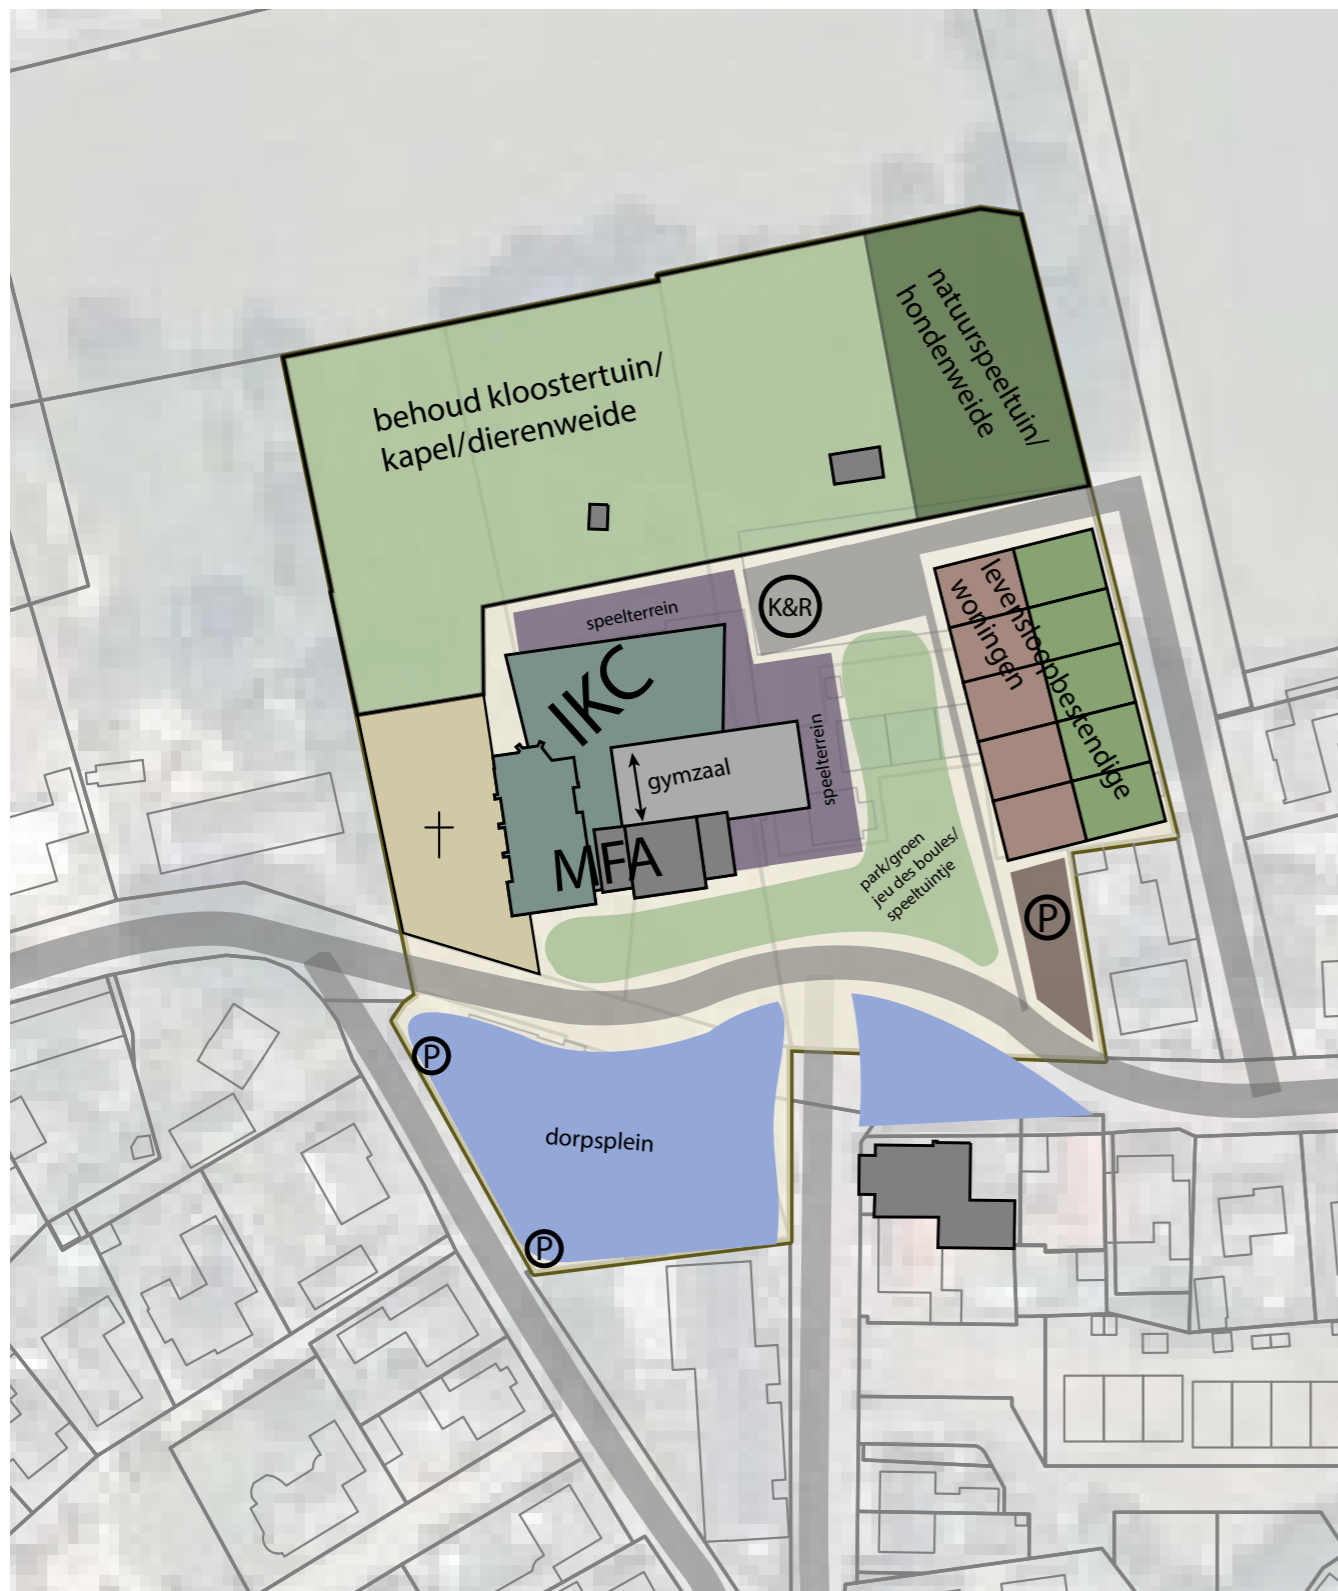 natuurspeeltuin/
hondenweide
behoud kloostertuin/
kapel/dierenweide
speelterrein
K&R
levensloopbestendige
woningen
IKC
gymzaal
speelterrein
MFA
park/groen
jeu des boules/
speeltuintje
P
P
dorpsplein
P